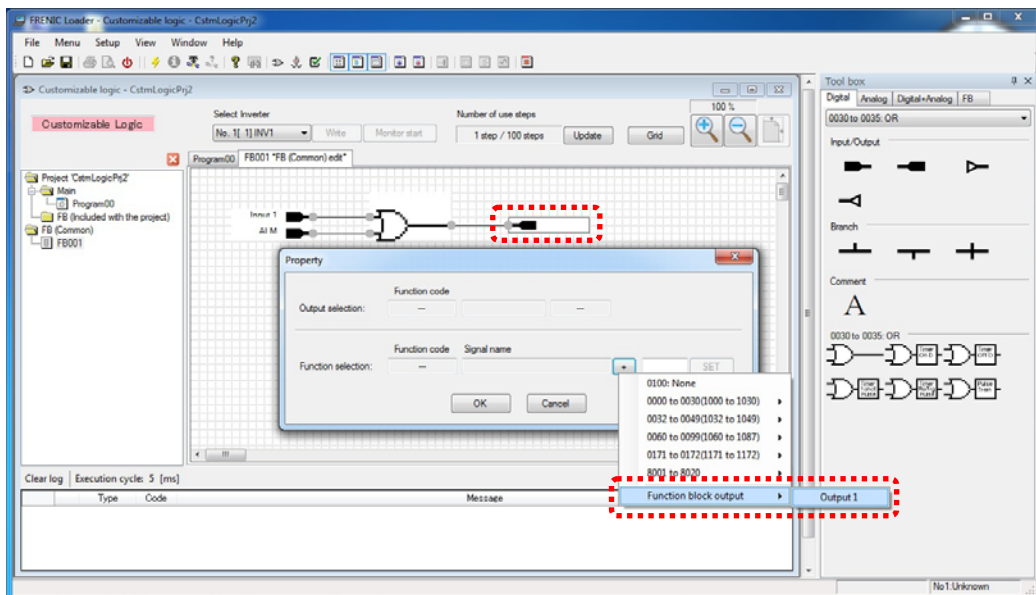 FRENIC Loader - Customizable logic - CstmLogicPrj2
File Menu Setup View Window Help
Customizable logic - CstmLogicPrj2
Customizable Logic
Select Inverter
No. 1[ 1] INV1
Write
Monitor start
Number of use steps
1 step / 100 steps
Update
Grid
100 %
Program00
FB001 "FB (Common) edit"
Project 'CstmLogicPrj2'
Main
Program00
FB (Included with the project)
FB (Common)
FB001
Input 1
ALM
Property
Function code
Output selection: --- ---
Function code Signal name
Function selection: --- SET
OK Cancel
0100: None
0000 to 0030(1000 to 1030)
0032 to 0049(1032 to 1049)
0060 to 0099(1060 to 1087)
0171 to 0172(1171 to 1172)
8001 to 8020
Function block output
Output 1
Clear log Execution cycle: 5 [ms]
Type Code Message
Tool box
Digital Analog Digital+Analog FB
0030 to 0035: OR
Input/Output
Branch
Comment
A
0030 to 0035: OR
No1:Unknown